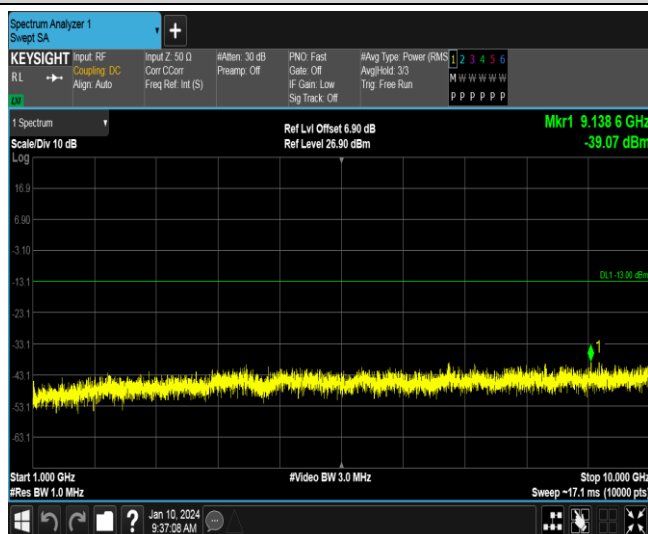 Spectrum Analyzer 1
Swept SA
+
KEYSIGHT Input: RF Input Z: 50 Ω #Atten: 30 dB PNO: Fast #Avg Type: Power (RMS 1 2 3 4 5 6
RL Coupling: DC Corr CCorr Preamp: Off Gate: Off Avg|Hold: 3/3 M W W W W W
Align: Auto Freq Ref: Int (S) IF Gain: Low Trig: Free Run
Sig Track: Off P P P P P P
LXI
1 Spectrum Ref Lvl Offset 6.90 dB Mkr1 9.138 6 GHz
Scale/Div 10 dB Ref Level 26.90 dBm -39.07 dBm
Log
16.9
6.90
-3.10
-13.1 DL1 -13.00 dBm
-23.1
-33.1
1
-43.1
-53.1
-63.1
Start 1.000 GHz #Video BW 3.0 MHz Stop 10.000 GHz
#Res BW 1.0 MHz Sweep ~17.1 ms (10000 pts)
? Jan 10, 2024
9:37:08 AM